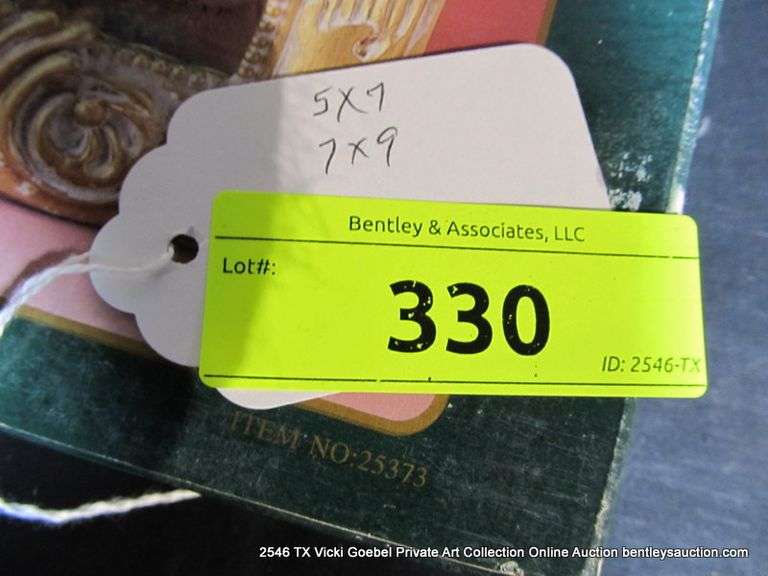 5X7
7X9
Bentley & Associates, LLC
Lot#:
330
ID: 2546-TX
ITEM NO:25373
2546 TX Vicki Goebel Private Art Collection Online Auction bentleysauction.com